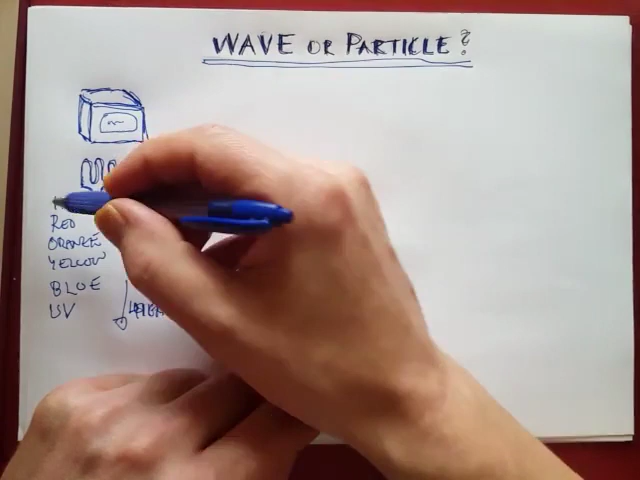 WAVE OR PARTICLE?
RED
ORANGE
YELLOW
BLUE
UV